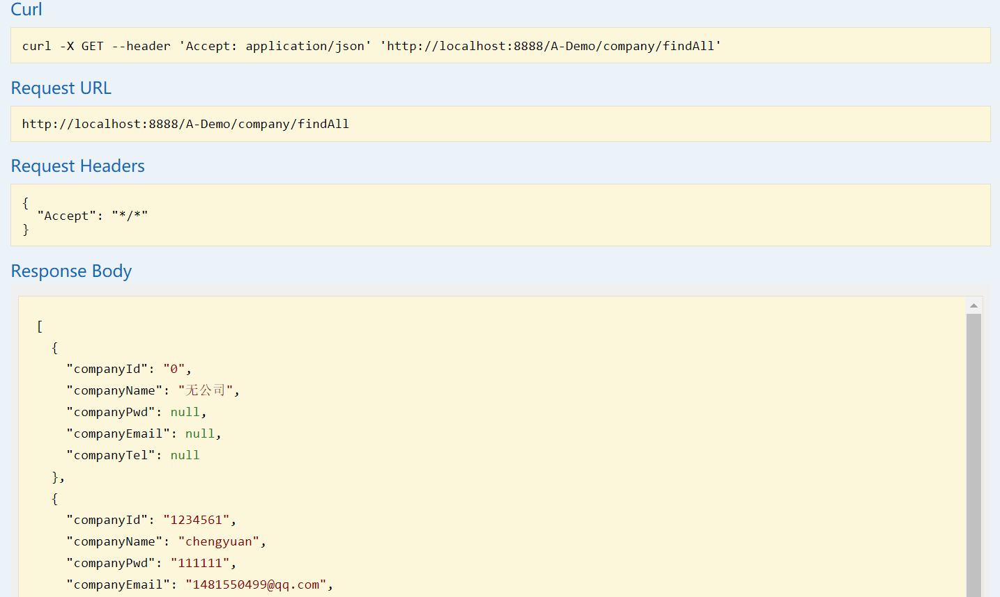 Curl
curl -X GET --header 'Accept: application/json' 'http://localhost:8888/A-Demo/company/findAll'
Request URL
http://localhost:8888/A-Demo/company/findAll
Request Headers
{
  "Accept": "*/*"
}
Response Body
[
  {
    "companyId": "0",
    "companyName": "无公司",
    "companyPwd": null,
    "companyEmail": null,
    "companyTel": null
  },
  {
    "companyId": "1234561",
    "companyName": "chengyuan",
    "companyPwd": "111111",
    "companyEmail": "1481550499@qq.com",